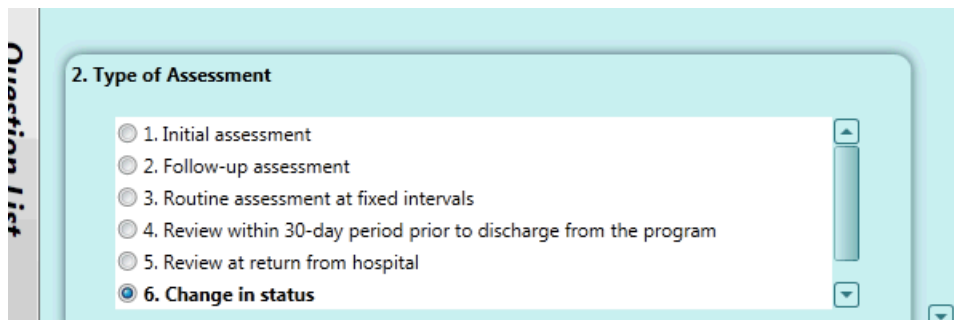 Question List
2. Type of Assessment
1. Initial assessment
2. Follow-up assessment
3. Routine assessment at fixed intervals
4. Review within 30-day period prior to discharge from the program
5. Review at return from hospital
6. Change in status